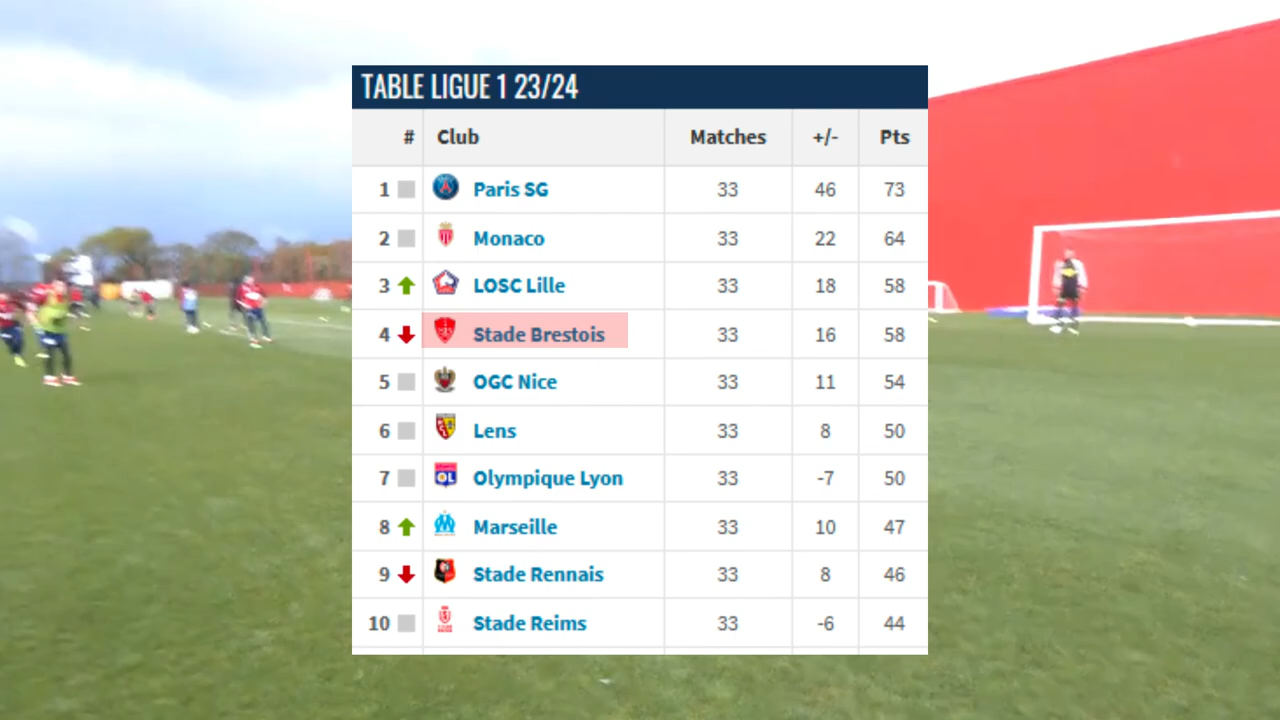 TABLE LIGUE 1 23/24
# Club Matches +/- Pts
1 Paris SG 33 46 73
2 Monaco 33 22 64
3 LOSC Lille 33 18 58
4 Stade Brestois 33 16 58
5 OGC Nice 33 11 54
6 Lens 33 8 50
7 Olympique Lyon 33 -7 50
8 Marseille 33 10 47
9 Stade Rennais 33 8 46
10 Stade Reims 33 -6 44